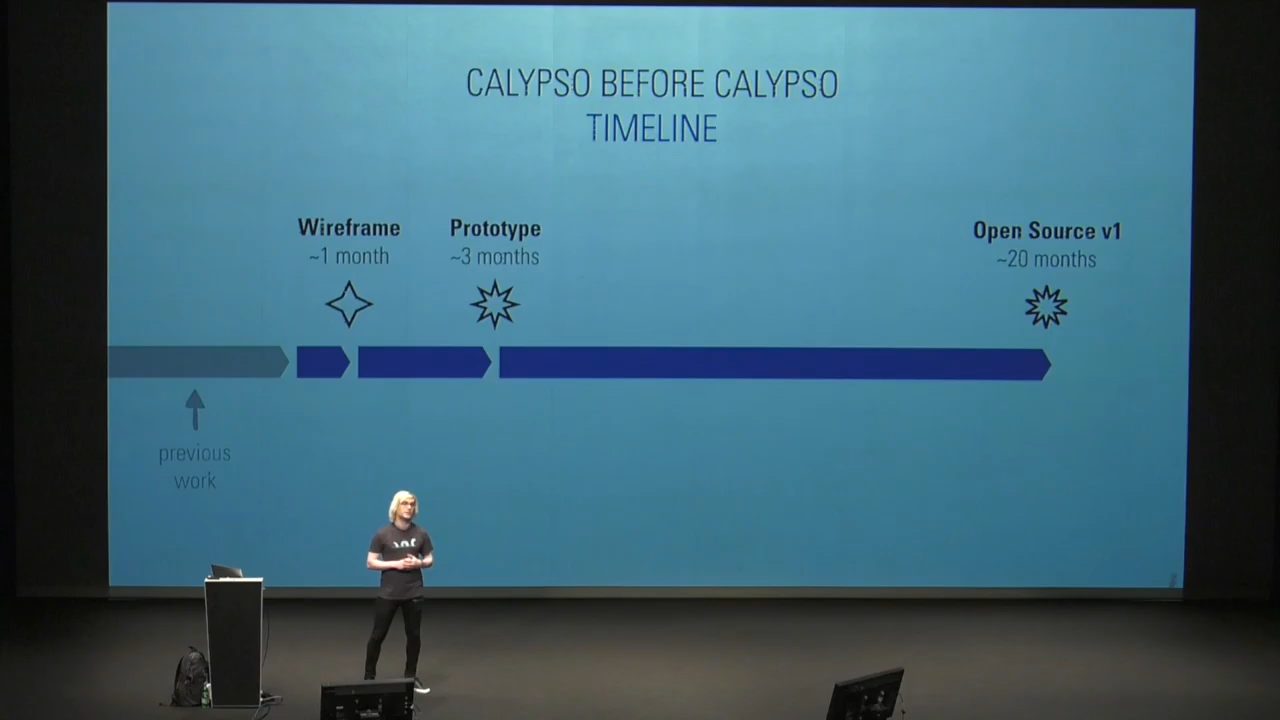 CALYPSO BEFORE CALYPSO
TIMELINE
Wireframe
~1 month
Prototype
~3 months
Open Source v1
~20 months
previous
work